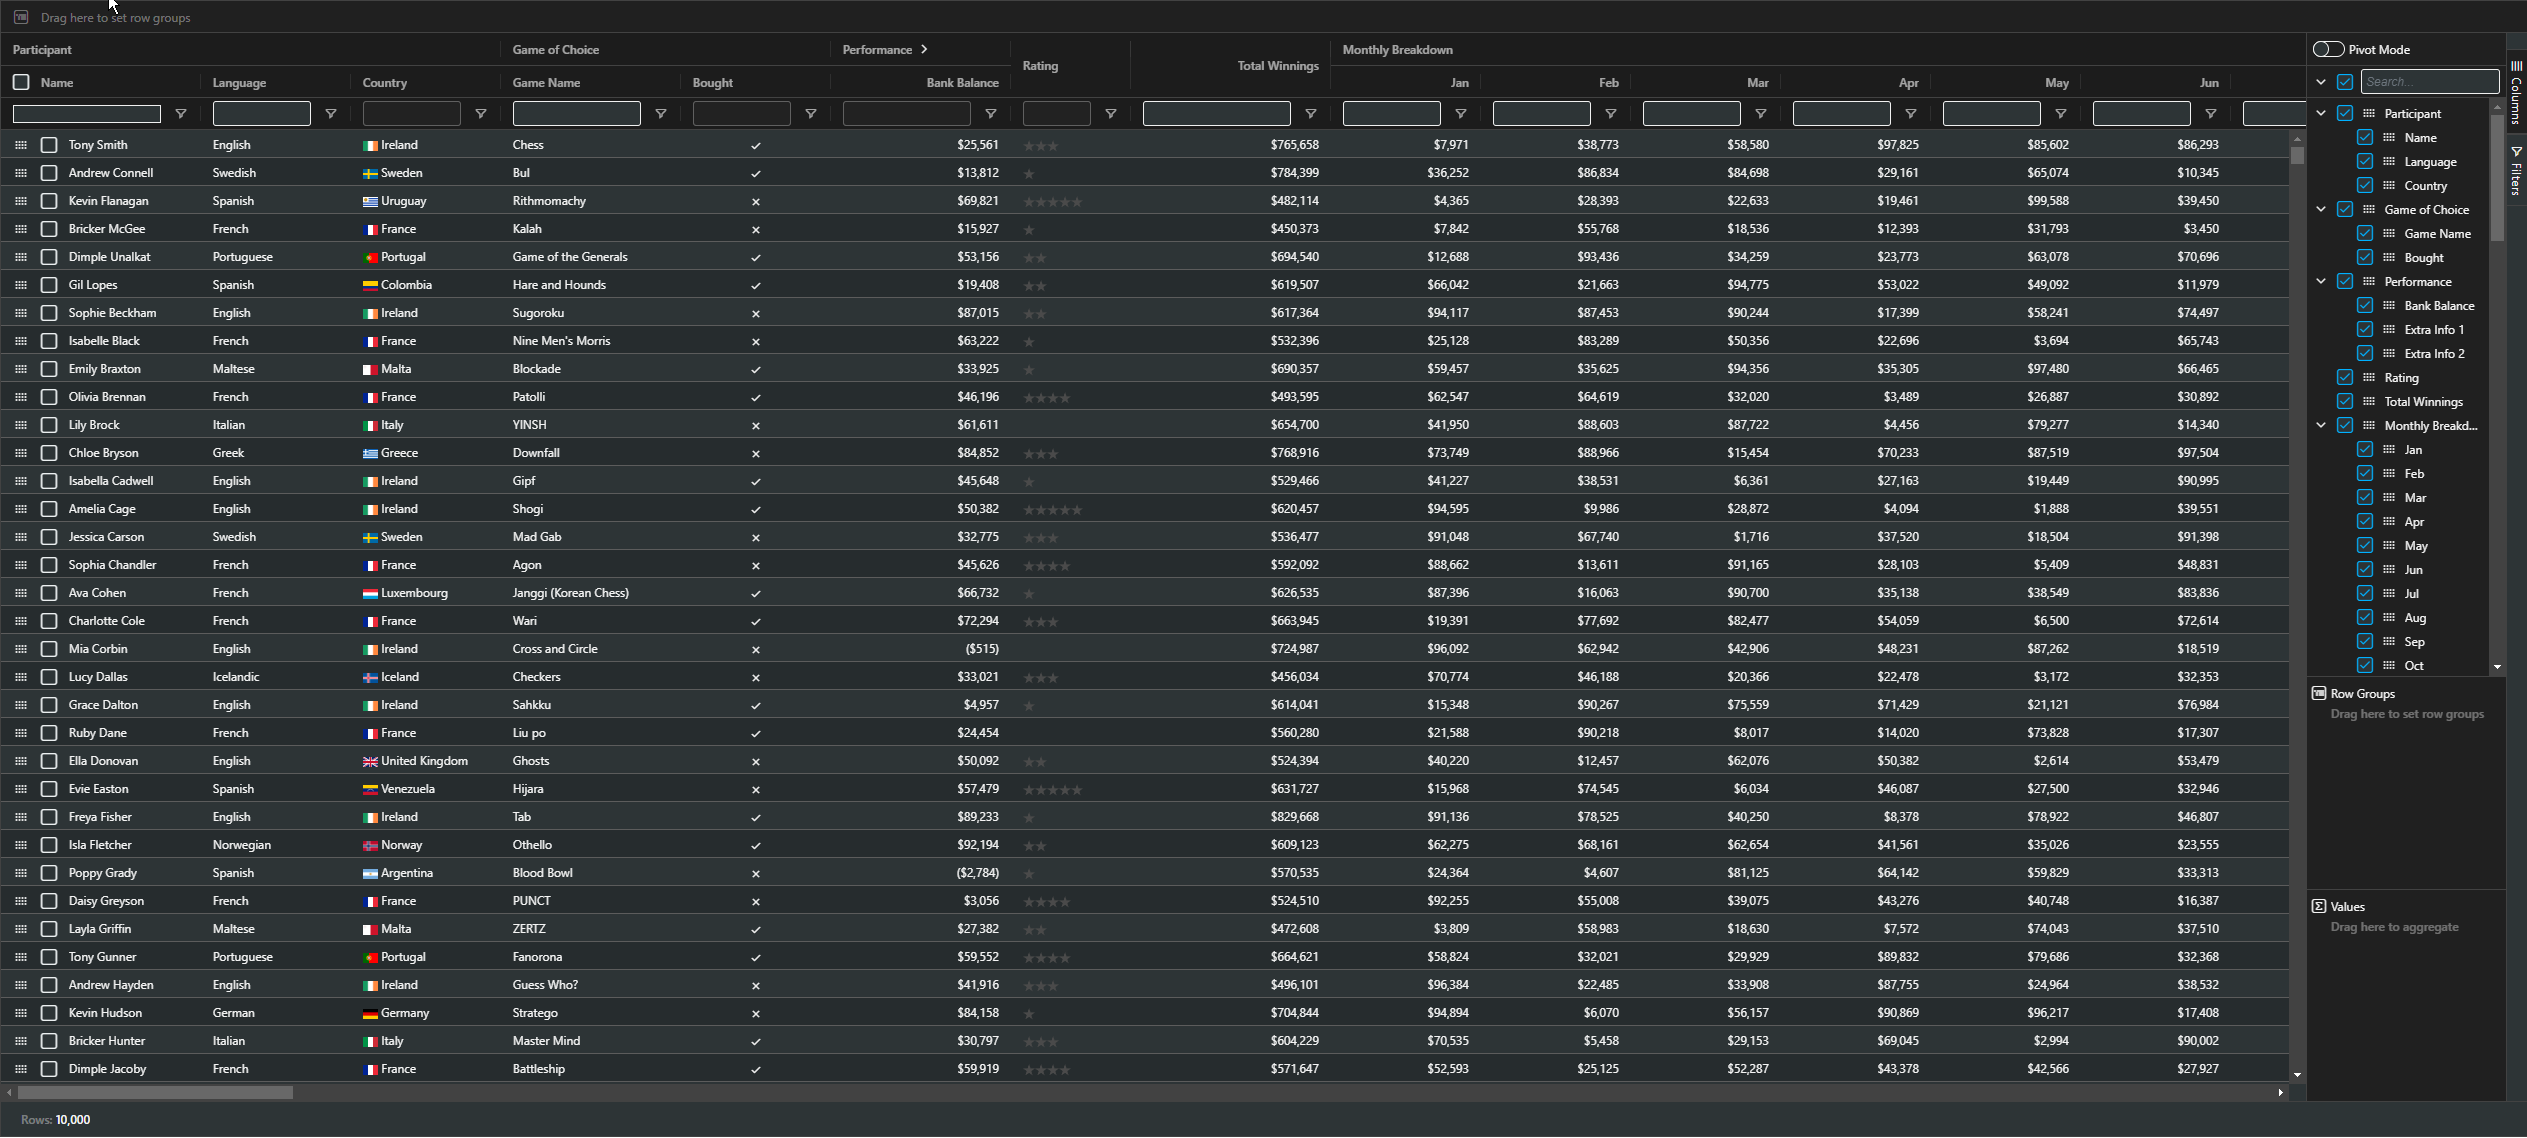 Drag here to set row groups
Participant Game of Choice Performance Monthly Breakdown Pivot Mode
Rating Total Winnings
Name Language Country Game Name Bought Bank Balance Jan Feb Mar Apr May Jun Search...
Columns
Filters
Tony Smith English Ireland Chess $25,561 $765,658 $7,971 $38,773 $58,580 $97,825 $85,602 $86,293
Andrew Connell Swedish Sweden Bul $13,812 $784,399 $36,252 $86,834 $84,698 $29,161 $65,074 $10,345
Kevin Flanagan Spanish Uruguay Rithmomachy $69,821 $482,114 $4,365 $28,393 $22,633 $19,461 $99,588 $39,450
Bricker McGee French France Kalah $15,927 $450,373 $7,842 $55,768 $18,536 $12,393 $31,793 $3,450
Dimple Unalkat Portuguese Portugal Game of the Generals $53,156 $694,540 $12,688 $93,436 $34,259 $23,773 $63,078 $70,696
Gil Lopes Spanish Colombia Hare and Hounds $19,408 $619,507 $66,042 $21,663 $94,775 $53,022 $49,092 $11,979
Sophie Beckham English Ireland Sugoroku $87,015 $617,364 $94,117 $87,453 $90,244 $17,399 $58,241 $74,497
Isabelle Black French France Nine Men's Morris $63,222 $532,396 $25,128 $83,289 $50,356 $22,696 $3,694 $65,743
Emily Braxton Maltese Malta Blockade $33,925 $690,357 $59,457 $35,625 $94,356 $35,305 $97,480 $66,465
Olivia Brennan French France Patolli $46,196 $493,595 $62,547 $64,619 $32,020 $3,489 $26,887 $30,892
Lily Brock Italian Italy YINSH $61,611 $654,700 $41,950 $88,603 $87,722 $4,456 $79,277 $14,340
Chloe Bryson Greek Greece Downfall $84,852 $768,916 $73,749 $88,966 $15,454 $70,233 $87,519 $97,504
Isabella Cadwell English Ireland Gipf $45,648 $529,466 $41,227 $38,531 $6,361 $27,163 $19,449 $90,995
Amelia Cage English Ireland Shogi $50,382 $620,457 $94,595 $9,986 $28,872 $4,094 $1,888 $39,551
Jessica Carson Swedish Sweden Mad Gab $32,775 $536,477 $91,048 $67,740 $1,716 $37,520 $18,504 $91,398
Sophia Chandler French France Agon $45,626 $592,092 $88,662 $13,611 $91,165 $28,103 $5,409 $48,831
Ava Cohen French Luxembourg Janggi (Korean Chess) $66,732 $626,535 $87,396 $16,063 $90,700 $35,138 $38,549 $83,836
Charlotte Cole French France Wari $72,294 $663,945 $19,391 $77,692 $82,477 $54,059 $6,500 $72,614
Mia Corbin English Ireland Cross and Circle ($515) $724,987 $96,092 $62,942 $42,906 $48,231 $87,262 $18,519
Lucy Dallas Icelandic Iceland Checkers $33,021 $456,034 $70,774 $46,188 $20,366 $22,478 $3,172 $32,353
Grace Dalton English Ireland Sahkku $4,957 $614,041 $15,348 $90,267 $75,559 $71,429 $21,121 $76,984
Ruby Dane French France Liu po $24,454 $560,280 $21,588 $90,218 $8,017 $14,020 $73,828 $17,307
Ella Donovan English United Kingdom Ghosts $50,092 $524,394 $40,220 $12,457 $62,076 $50,382 $2,614 $53,479
Evie Easton Spanish Venezuela Hijara $57,479 $631,727 $15,968 $74,545 $6,034 $46,087 $27,500 $32,946
Freya Fisher English Ireland Tab $89,233 $829,668 $91,136 $78,525 $40,250 $8,378 $78,922 $46,807
Isla Fletcher Norwegian Norway Othello $92,194 $609,123 $62,275 $68,161 $62,654 $41,561 $35,026 $23,555
Poppy Grady Spanish Argentina Blood Bowl ($2,784) $570,535 $24,364 $4,607 $81,125 $64,142 $59,829 $33,313
Daisy Greyson French France PUNCT $3,056 $524,510 $92,255 $55,008 $39,075 $43,276 $40,748 $16,387
Layla Griffin Maltese Malta ZERTZ $27,382 $472,608 $3,809 $58,983 $18,630 $7,572 $74,043 $37,510
Tony Gunner Portuguese Portugal Fanorona $59,552 $664,621 $58,824 $32,021 $29,929 $89,832 $79,686 $32,368
Andrew Hayden English Ireland Guess Who? $41,916 $496,101 $96,384 $22,485 $33,908 $87,755 $24,964 $38,532
Kevin Hudson German Germany Stratego $84,158 $704,844 $94,894 $6,070 $56,157 $90,869 $96,217 $17,408
Bricker Hunter Italian Italy Master Mind $30,797 $604,229 $70,535 $5,458 $29,153 $69,045 $2,994 $90,002
Dimple Jacoby French France Battleship $59,919 $571,647 $52,593 $25,125 $52,287 $43,378 $42,566 $27,927
Rows: 10,000
Participant
Name
Language
Country
Game of Choice
Game Name
Bought
Performance
Bank Balance
Extra Info 1
Extra Info 2
Rating
Total Winnings
Monthly Breakd...
Jan
Feb
Mar
Apr
May
Jun
Jul
Aug
Sep
Oct
Row Groups
Drag here to set row groups
Values
Drag here to aggregate